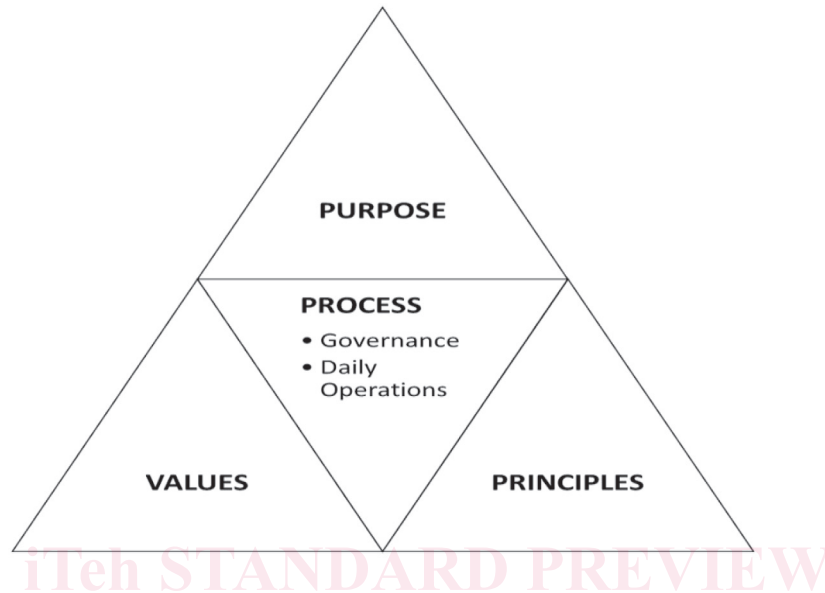 PURPOSE
PROCESS
• Governance
• Daily
Operations
VALUES
PRINCIPLES
iTeh STANDARD PREVIEW